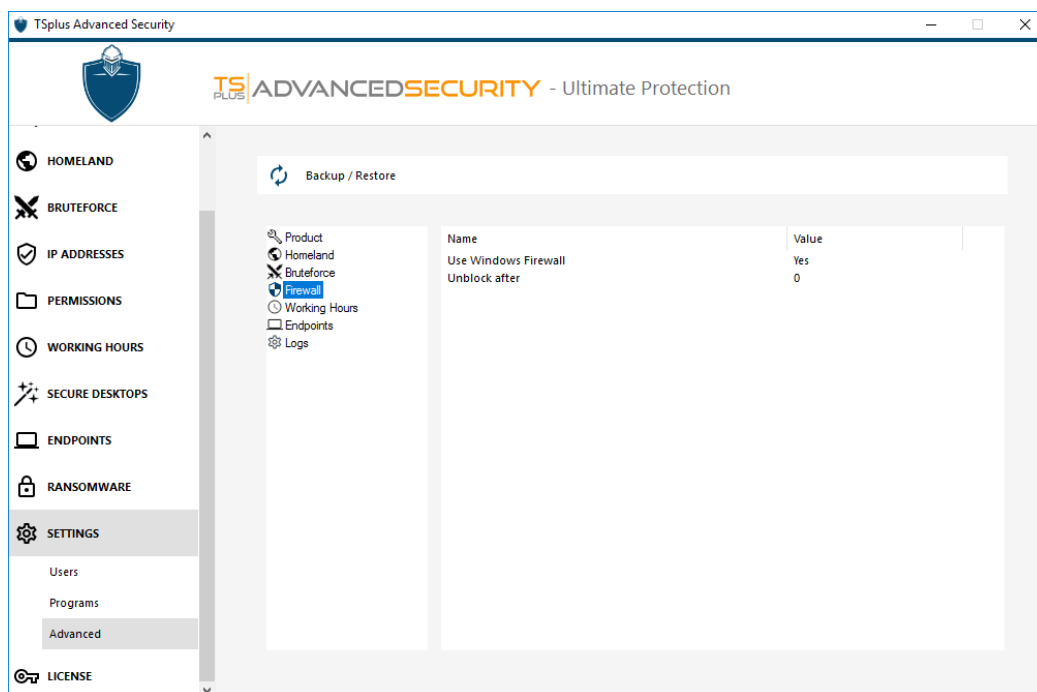 TSplus Advanced Security
TS PLUS ADVANCEDSECURITY - Ultimate Protection
HOMELAND
BRUTEFORCE
IP ADDRESSES
PERMISSIONS
WORKING HOURS
SECURE DESKTOPS
ENDPOINTS
RANSOMWARE
SETTINGS
Users
Programs
Advanced
LICENSE
Backup / Restore
Product
Homeland
Bruteforce
Firewall
Working Hours
Endpoints
Logs
Name Value
Use Windows Firewall Yes
Unblock after 0